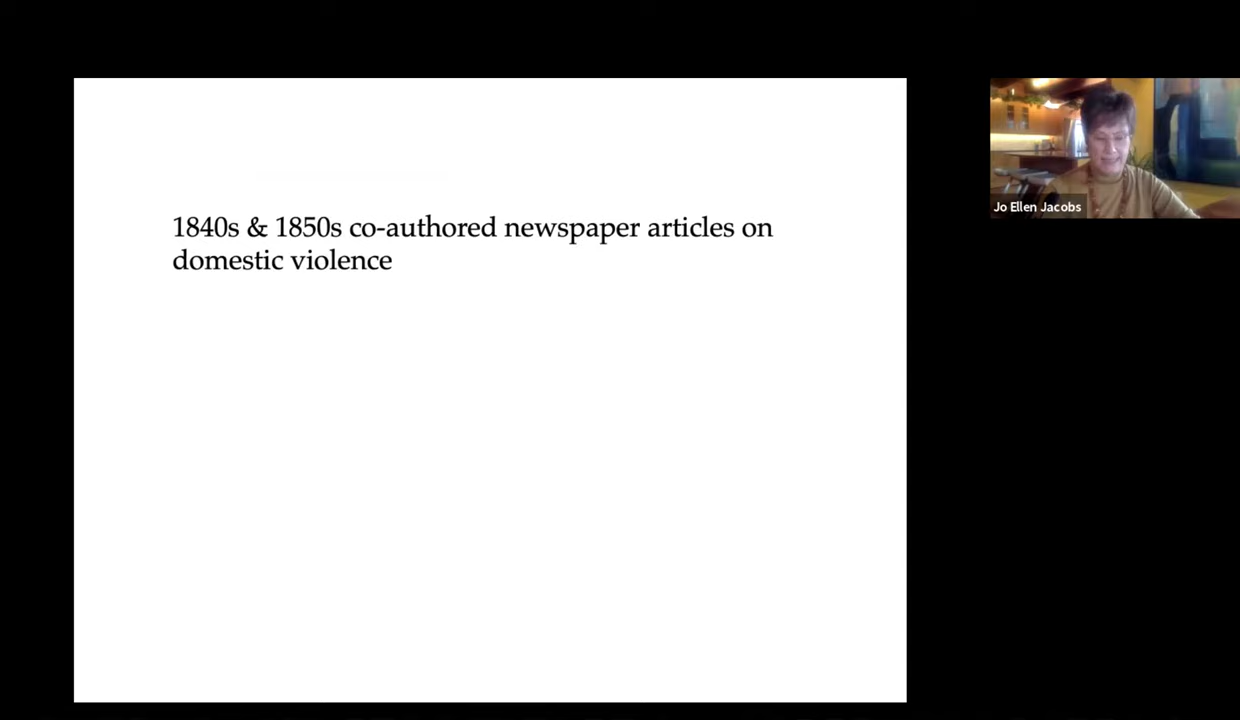 1840s & 1850s co-authored newspaper articles on
domestic violence
Jo Ellen Jacobs